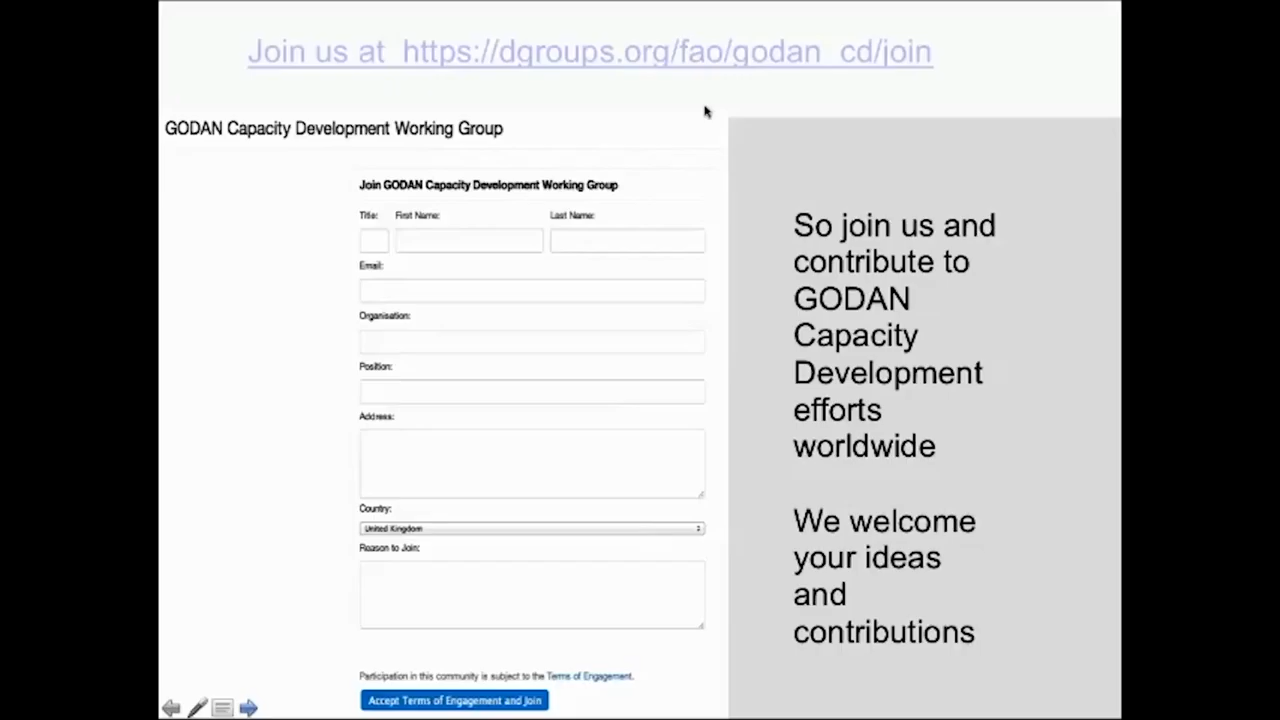 Join us at https://dgroups.org/fao/godan_cd/join
GODAN Capacity Development Working Group
Join GODAN Capacity Development Working Group
Title: First Name: Last Name:
Email:
Organisation:
Position:
Address:
Country:
United Kingdom
Reason to Join:
Participation in this community is subject to the Terms of Engagement.
Accept Terms of Engagement and Join
So join us and
contribute to
GODAN
Capacity
Development
efforts
worldwide
We welcome
your ideas
and
contributions